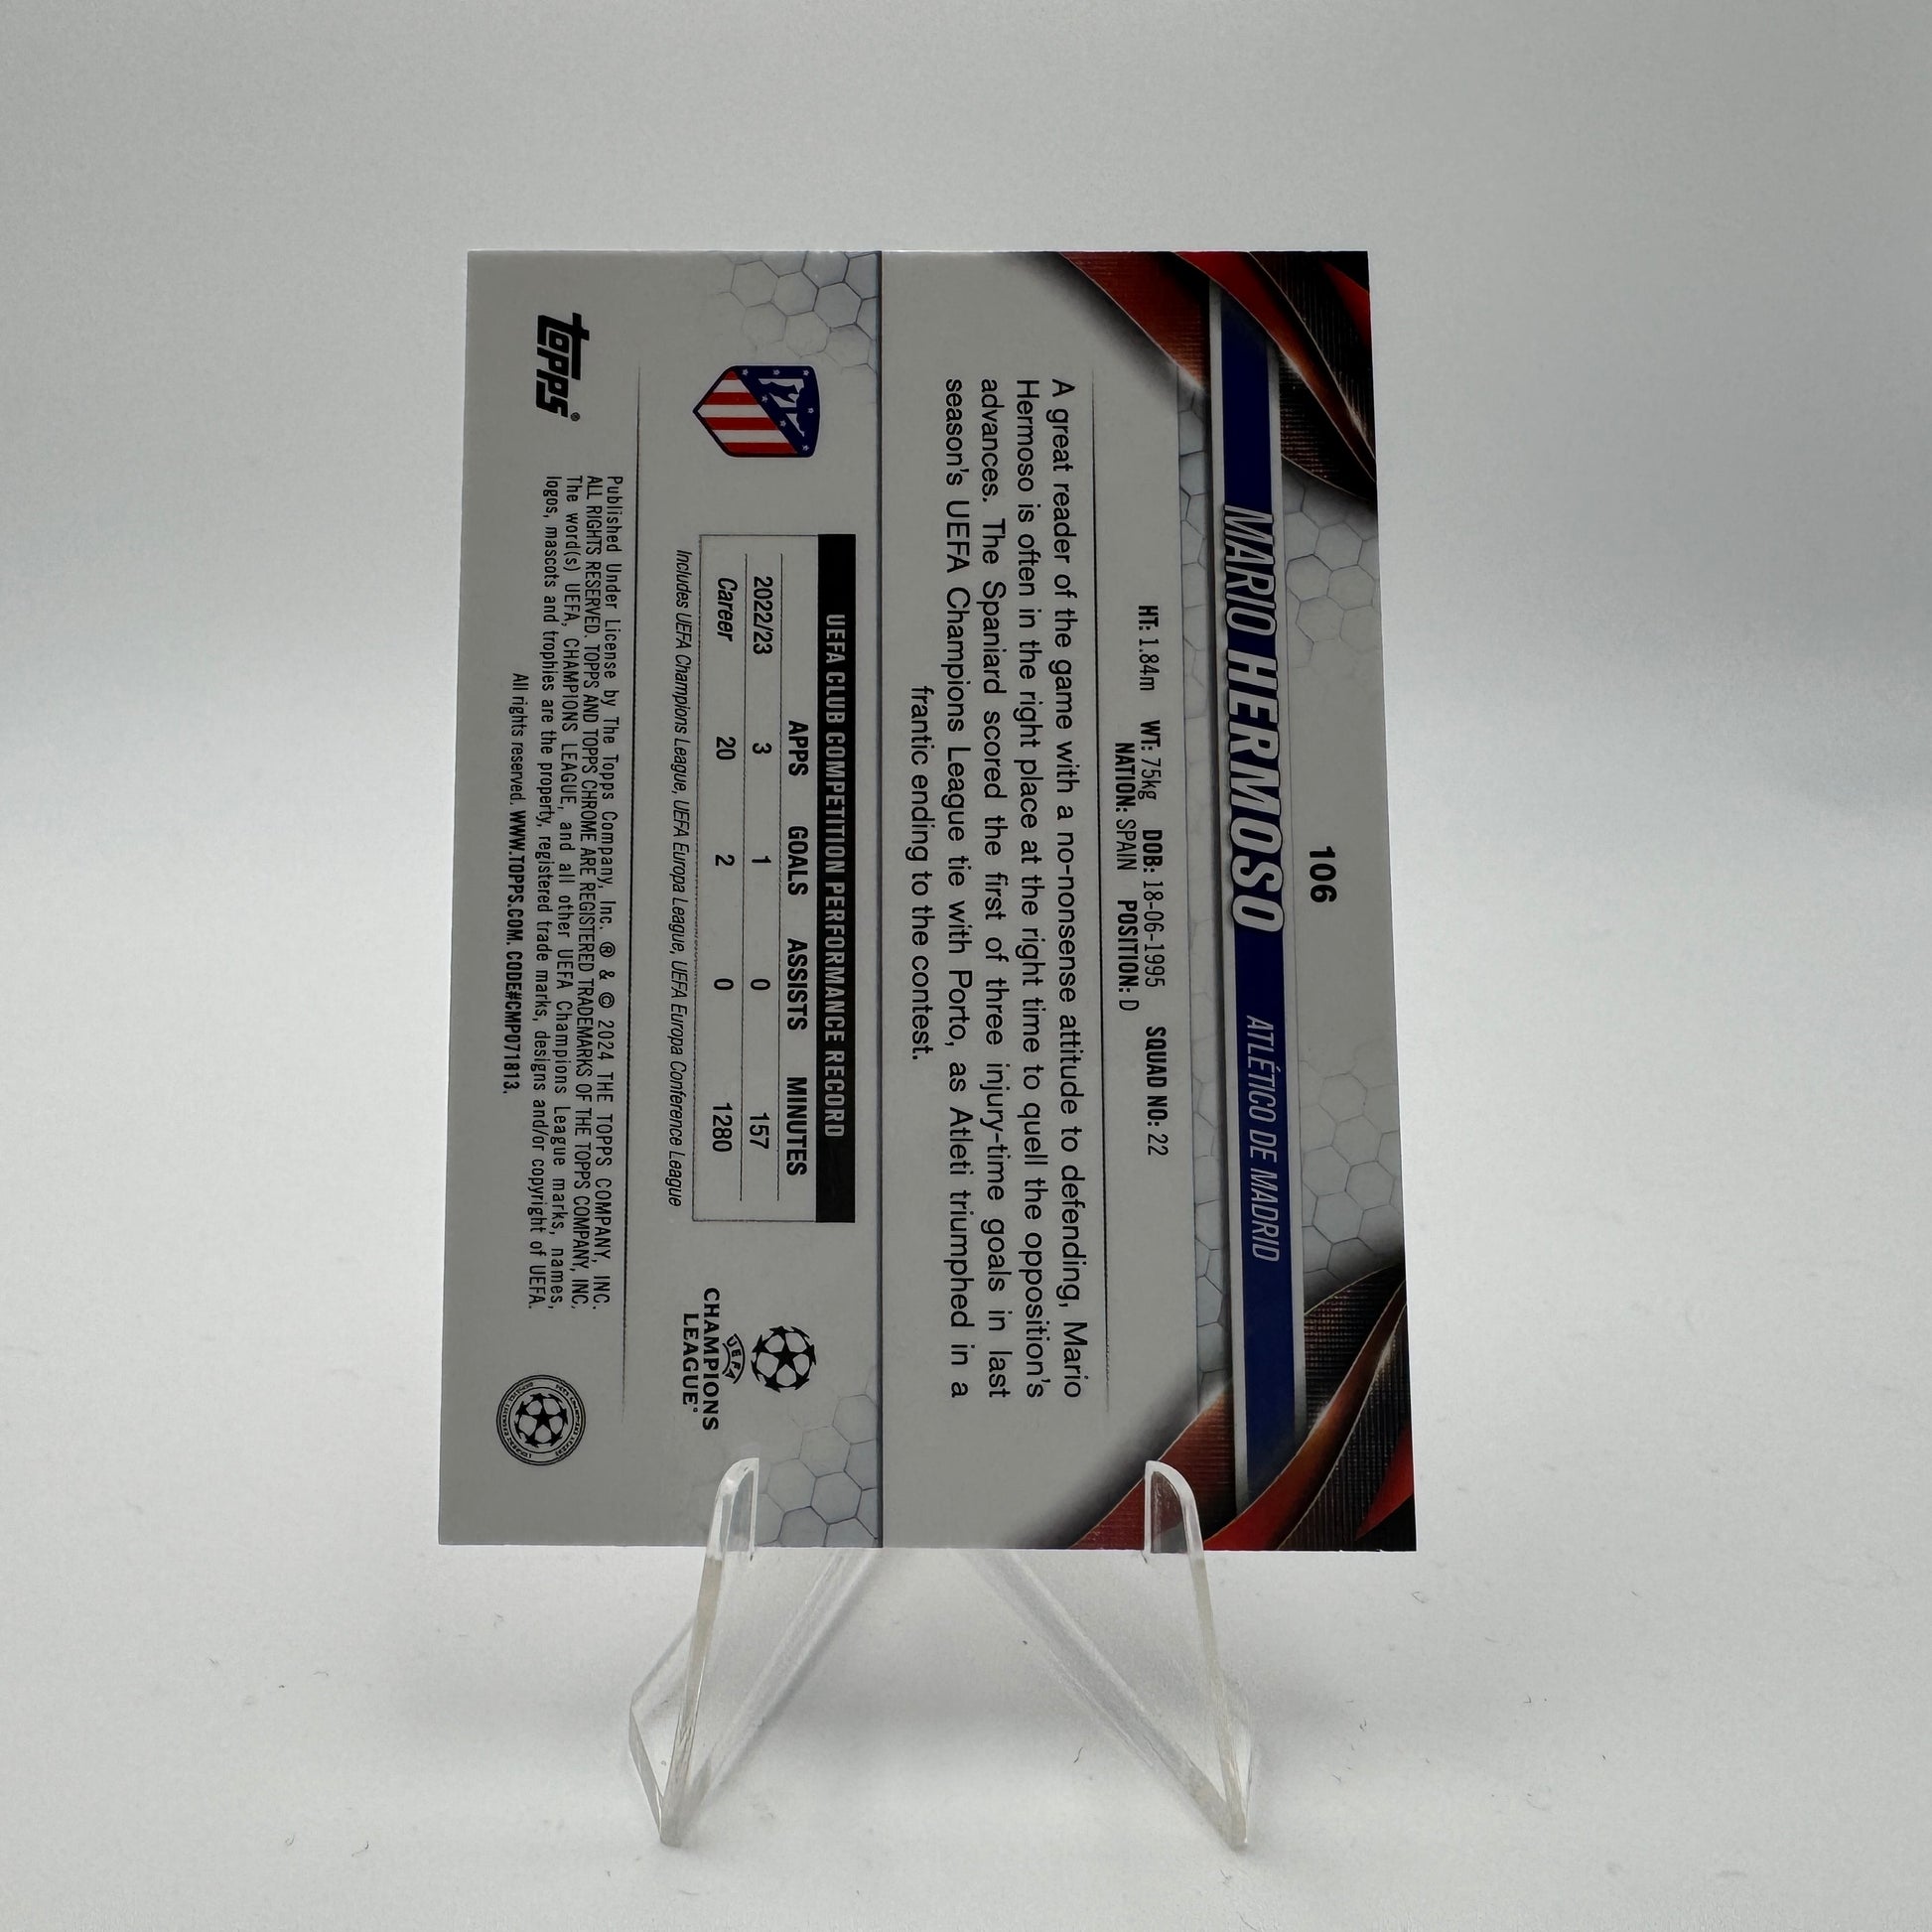 106
MARIO HERMOSO ATLÉTICO DE MADRID
HT: 1.84m WT: 75kg DOB: 18-06-1995 SQUAD NO: 22
NATION: SPAIN POSITION: D
A great reader of the game with a no-nonsense attitude to defending, Mario
Hermoso is often in the right place at the right time to quell the opposition's
advances. The Spaniard scored the first of three injury-time goals in last
season's UEFA Champions League tie with Porto, as Atleti triumphed in a
frantic ending to the contest.
UEFA CLUB COMPETITION PERFORMANCE RECORD
APPS GOALS ASSISTS MINUTES
2022/23 3 1 0 157
Career 20 2 0 1280
Includes UEFA Champions League, UEFA Europa League, UEFA Europa Conference League
UEFA
CHAMPIONS
LEAGUE®
topps®
Published Under License by The Topps Company, Inc. ® & © 2024 THE TOPPS COMPANY, INC.
ALL RIGHTS RESERVED. TOPPS AND TOPPS CHROME ARE REGISTERED TRADEMARKS OF THE TOPPS COMPANY, INC.
The word(s) UEFA, CHAMPIONS LEAGUE, and all other UEFA Champions League marks, names,
logos, mascots and trophies are the property, registered trade marks, designs and/or copyright of UEFA.
All rights reserved. WWW.TOPPS.COM. CODE#CMP071813.